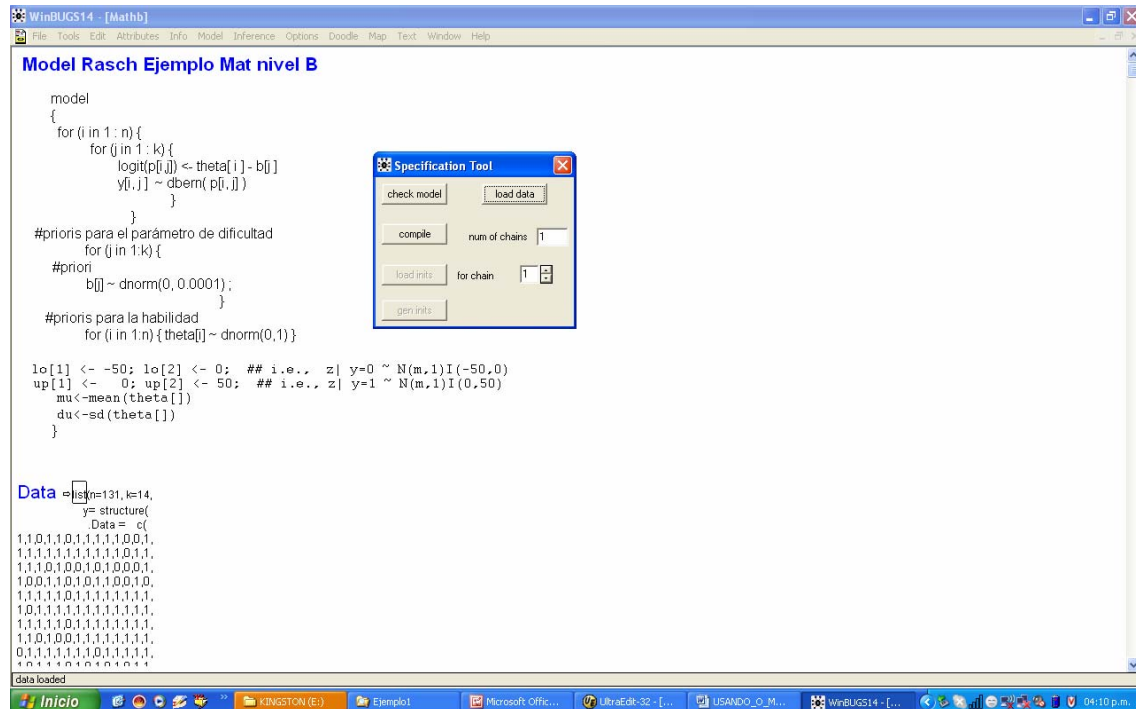 WinBUGS14 - [Mathb]
File Tools Edit Attributes Info Model Inference Options Doodle Map Text Window Help
Model Rasch Ejemplo Mat nivel B
model
{
for (i in 1 : n) {
for (j in 1 : k) {
logit(p[i,j]) <- theta[ i ] - b[j ]
y[i, j ] ~ dbern( p[i, j] )
}
}
#prioris para el parámetro de dificultad
for (j in 1:k) {
#priori
b[j] ~ dnorm(0, 0.0001) ;
}
#prioris para la habilidad
for (i in 1:n) { theta[i] ~ dnorm(0,1) }
lo[1] <- -50; lo[2] <- 0; ## i.e., z| y=0 ~ N(m,1)I(-50,0)
up[1] <- 0; up[2] <- 50; ## i.e., z| y=1 ~ N(m,1)I(0,50)
mu<-mean(theta[])
du<-sd(theta[])
}
Specification Tool
check model load data
compile num of chains 1
load inits for chain 1
gen inits
Data ⇨list(n=131, k=14,
y= structure(
.Data = c(
1,1,0,1,1,0,1,1,1,1,1,0,0,1,
1,1,1,1,1,1,1,1,1,1,1,0,1,1,
1,1,1,0,1,0,0,1,0,1,0,0,0,1,
1,0,0,1,1,0,1,0,1,1,0,0,1,0,
1,1,1,1,1,0,1,1,1,1,1,1,1,1,
1,0,1,1,1,1,1,1,1,1,1,1,1,1,
1,1,1,1,1,0,1,1,1,1,1,1,1,1,
1,1,0,1,0,0,1,1,1,1,1,1,1,1,
0,1,1,1,1,1,1,1,0,1,1,1,1,1,
data loaded
Inicio KINGSTON (E:) Ejemplo1 Microsoft Offic... UltraEdit-32 - [... USANDO_O_M... WinBUGS14 - [... 04:10 p.m.